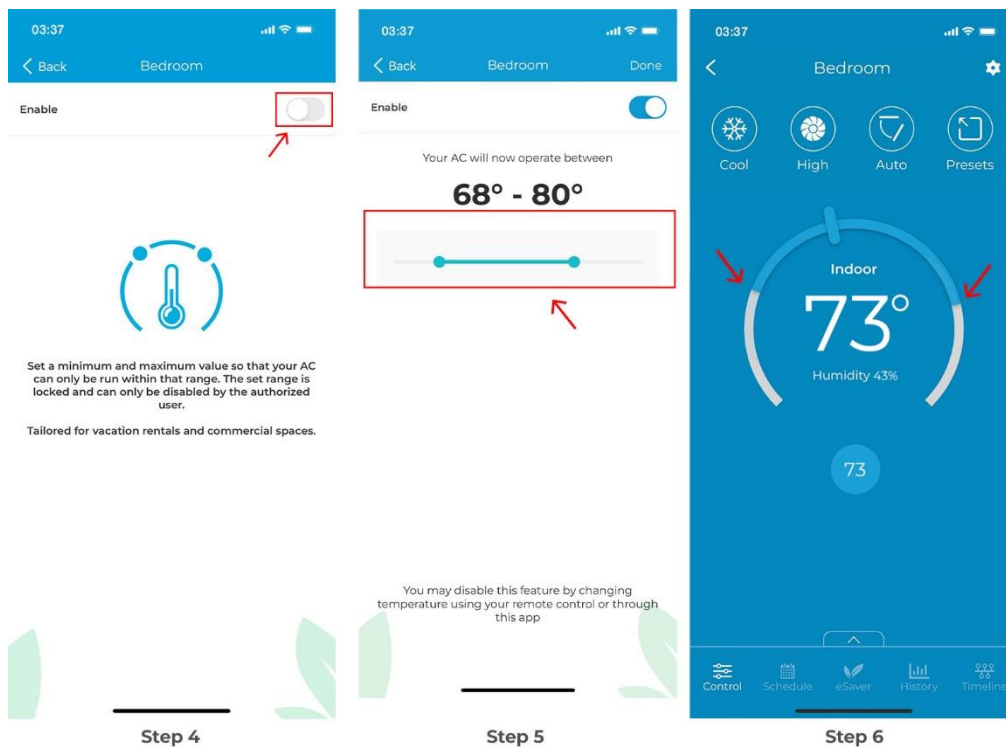 03:37
Back
Bedroom
Enable
Set a minimum and maximum value so that your AC
can only be run within that range. The set range is
locked and can only be disabled by the authorized
user.
Tailored for vacation rentals and commercial spaces.
Step 4
03:37
Back
Bedroom
Done
Enable
Your AC will now operate between
68° - 80°
You may disable this feature by changing
temperature using your remote control or through
this app
Step 5
03:37
Bedroom
Cool
High
Auto
Presets
Indoor
73°
Humidity 43%
73
Control
Schedule
eSaver
History
Timeline
Step 6